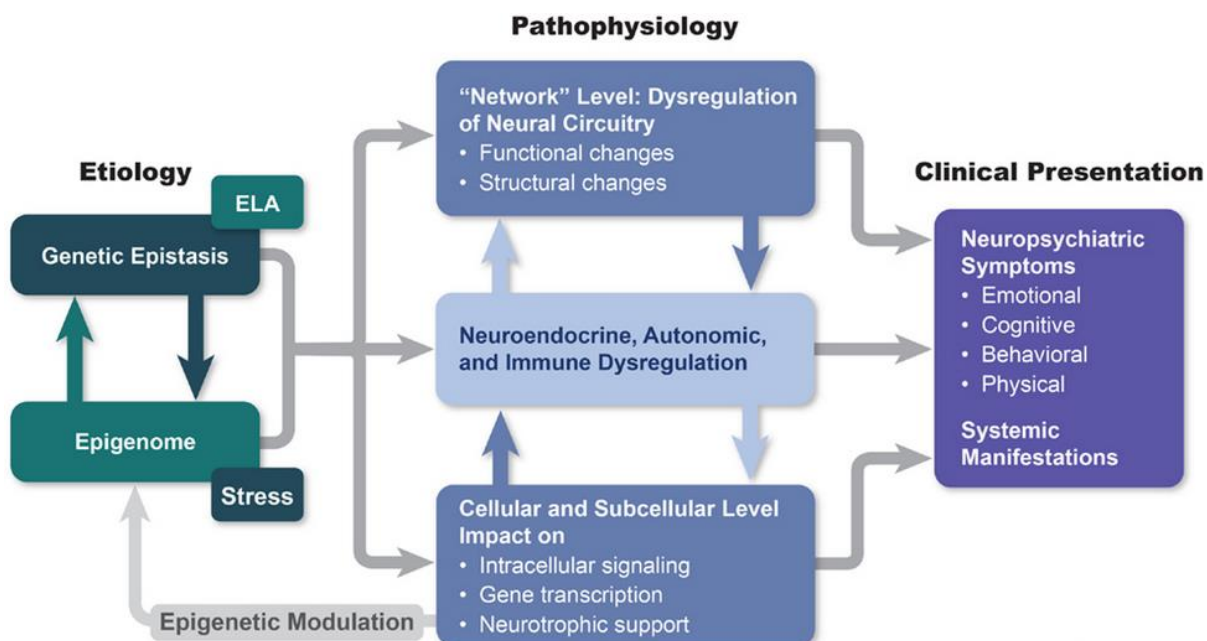 Pathophysiology
Etiology
ELA
Genetic Epistasis
Epigenome
Stress
Epigenetic Modulation
“Network” Level: Dysregulation
of Neural Circuitry
• Functional changes
• Structural changes
Neuroendocrine, Autonomic,
and Immune Dysregulation
Cellular and Subcellular Level
Impact on
• Intracellular signaling
• Gene transcription
• Neurotrophic support
Clinical Presentation
Neuropsychiatric
Symptoms
• Emotional
• Cognitive
• Behavioral
• Physical
Systemic
Manifestations